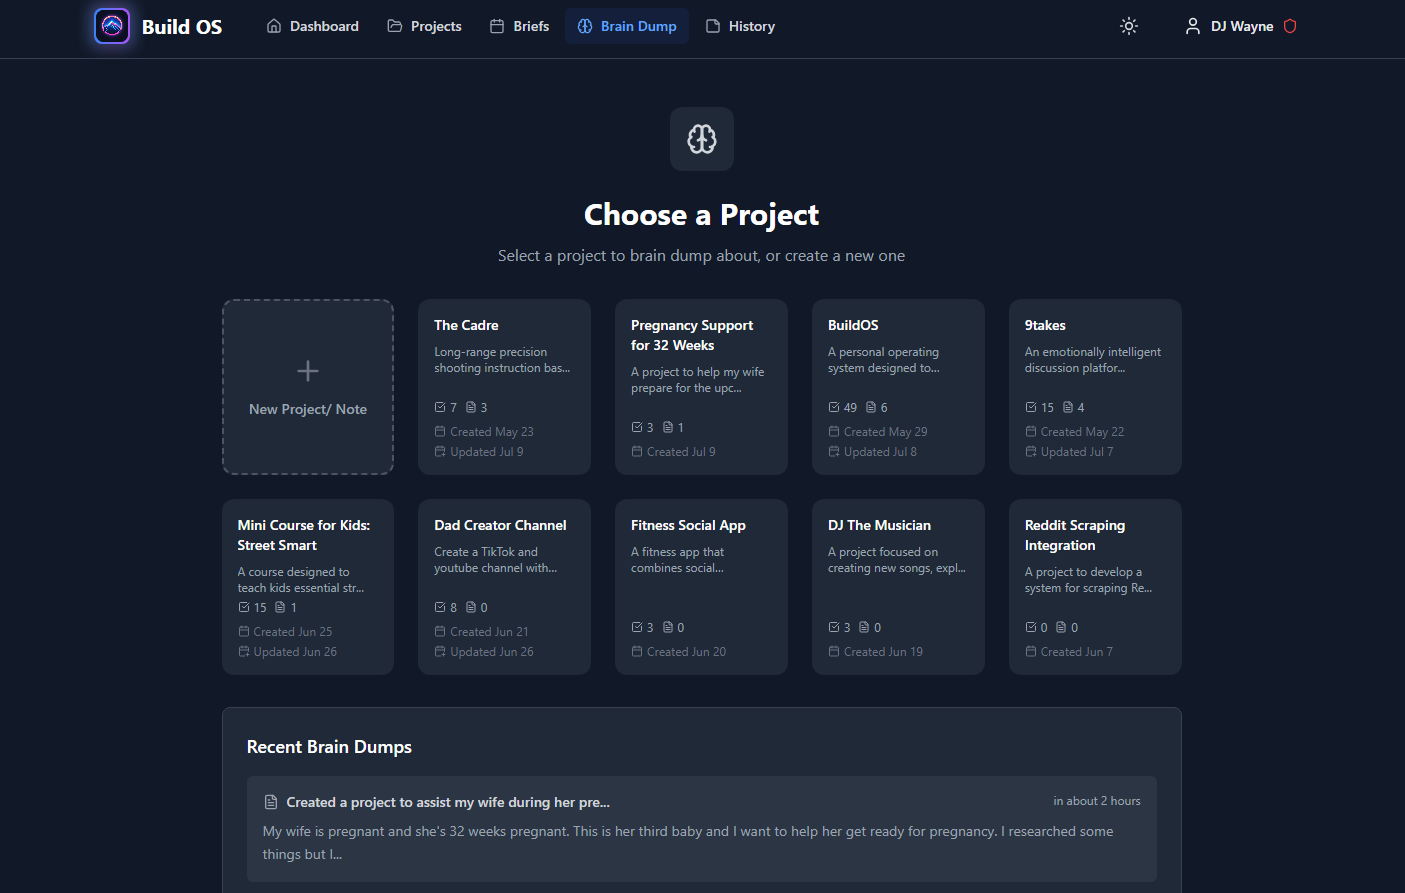 Build OS
Dashboard
Projects
Briefs
Brain Dump
History
DJ Wayne
Choose a Project
Select a project to brain dump about, or create a new one
New Project/ Note
The Cadre
Long-range precision
shooting instruction bas...
7 3
Created May 23
Updated Jul 9
Pregnancy Support
for 32 Weeks
A project to help my wife
prepare for the upc...
3 1
Created Jul 9
BuildOS
A personal operating
system designed to...
49 6
Created May 29
Updated Jul 8
9takes
An emotionally intelligent
discussion platfor...
15 4
Created May 22
Updated Jul 7
Mini Course for Kids:
Street Smart
A course designed to
teach kids essential str...
15 1
Created Jun 25
Updated Jun 26
Dad Creator Channel
Create a TikTok and
youtube channel with...
8 0
Created Jun 21
Updated Jun 26
Fitness Social App
A fitness app that
combines social...
3 0
Created Jun 20
DJ The Musician
A project focused on
creating new songs, expl...
3 0
Created Jun 19
Reddit Scraping
Integration
A project to develop a
system for scraping Re...
0 0
Created Jun 7
Recent Brain Dumps
Created a project to assist my wife during her pre...
in about 2 hours
My wife is pregnant and she's 32 weeks pregnant. This is her third baby and I want to help her get ready for pregnancy. I researched some
things but I...